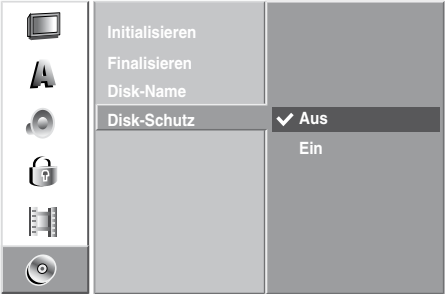 Initialisieren
Finalisieren
Disk-Name
Disk-Schutz
Aus
Ein